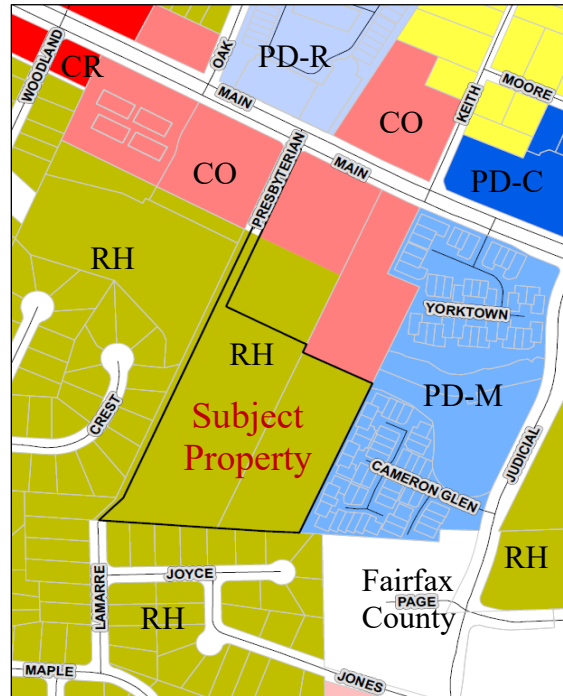 WOODLAND
CR
OAK
PD-R
MAIN
CO
KEITH
MOORE
PD-C
CO
PRESBYTERIAN
MAIN
RH
YORKTOWN
RH
PD-M
Subject
Property
CREST
JUDICIAL
CAMERON GLEN
RH
LAMARRE
JOYCE
RH
Fairfax
PAGE
County
MAPLE
JONES